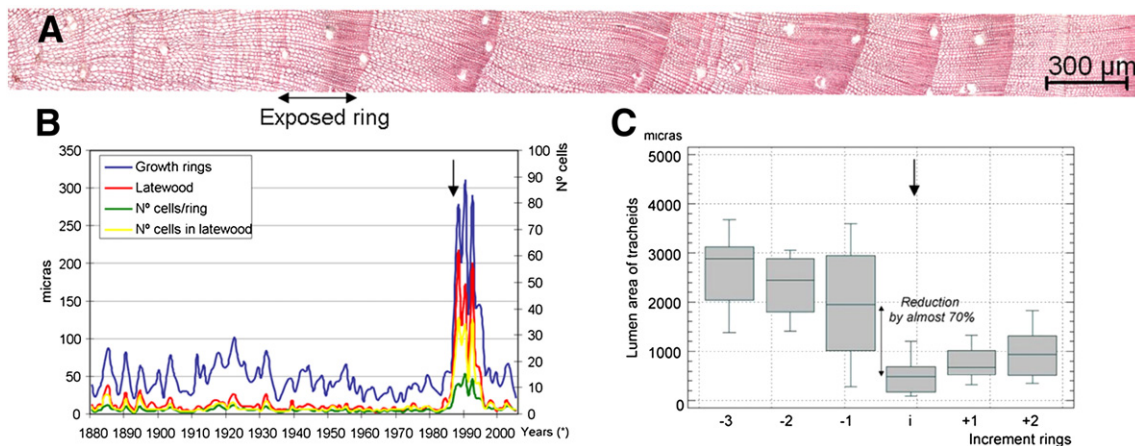 A
300 µm
Exposed ring
B
micras
Nº cells
350
300
250
200
150
100
50
0
100
90
80
70
60
50
40
30
20
10
0
Growth rings
Latewood
Nº cells/ring
Nº cells in latewood
1880 1890 1900 1910 1920 1930 1940 1950 1960 1970 1980 1990 2000 Years (*)
C
micras
Lumen area of tracheids
5000
4000
3000
2000
1000
0
Reduction
by almost 70%
-3 -2 -1 i +1 +2
Increment rings